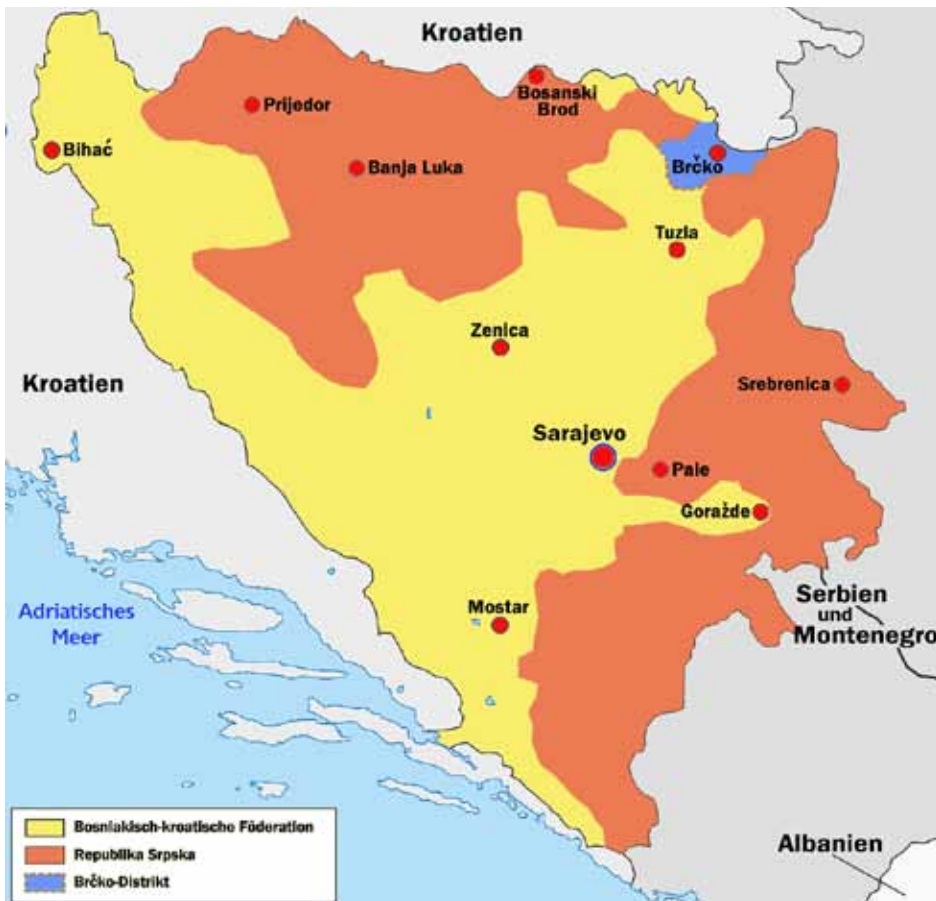 Kroatien
Bosanski
Brod
Prijedor
Bihać
Banja Luka
Brčko
Tuzla
Zenica
Kroatien
Srebrenica
Sarajevo
Pale
Goražde
Serbien
und
Montenegro
Adriatisches
Meer
Mostar
Albanien
Bosniakisch-kroatische Föderation
Republika Srpska
Brčko-Distrikt